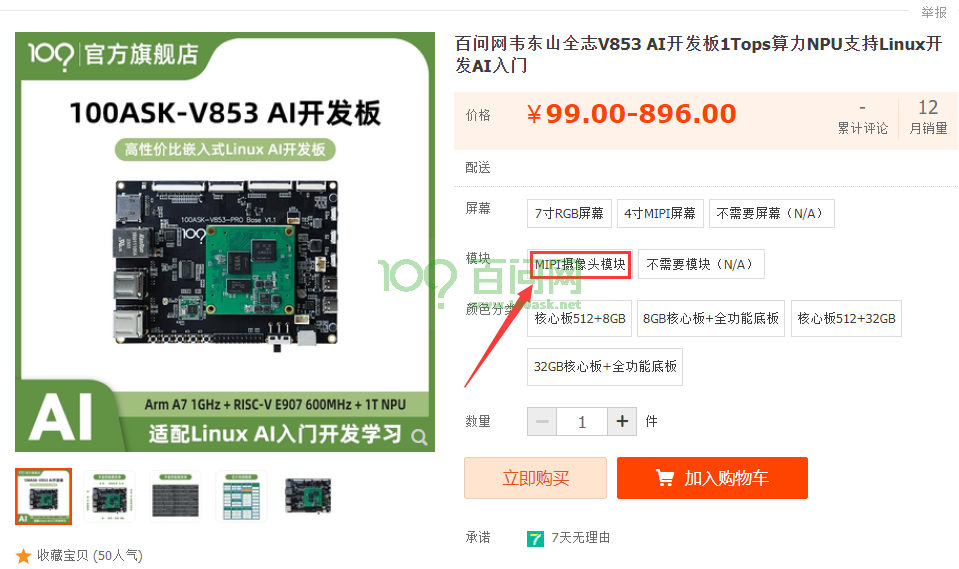 举报
100ask 官方旗舰店
100ASK-V853 AI开发板
高性价比嵌入式Linux AI开发板
100ASK-V853-PRO Base V1.1
AI
Arm A7 1GHz + RISC-V E907 600MHz + 1T NPU
适配Linux AI入门开发学习
收藏宝贝 (50人气)
百问网韦东山全志V853 AI开发板1Tops算力NPU支持Linux开
发AI入门
价格
¥99.00-896.00
-
累计评论
12
月销量
配送
屏幕
7寸RGB屏幕
4寸MIPI屏幕
不需要屏幕（N/A）
模块
MIPI摄像头模块
不需要模块（N/A）
百问网
颜色分类
核心板512+8GB
8GB核心板+全功能底板
核心板512+32GB
32GB核心板+全功能底板
数量
− 1 + 件
立即购买
加入购物车
承诺
7 7天无理由